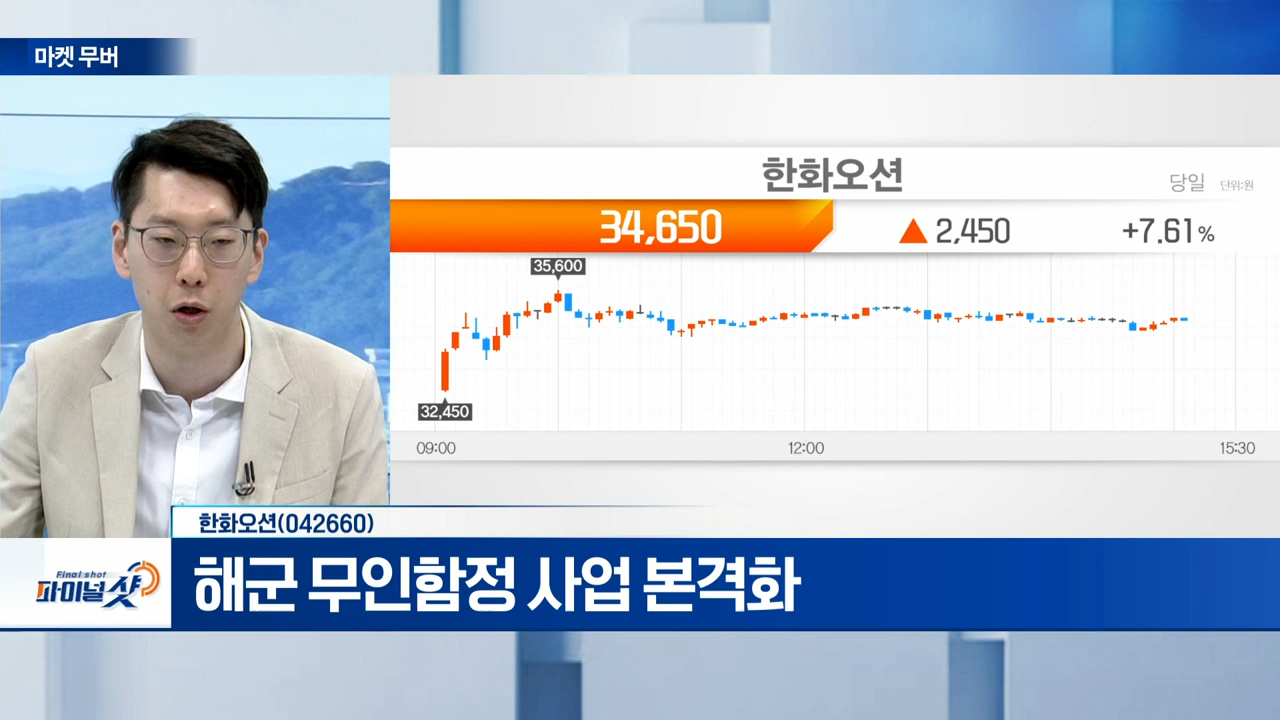 마켓 무버
한화오션
당일 단위:원
34,650 ▲ 2,450 +7.61%
35,600
32,450
09:00 12:00 15:30
한화오션(042660)
Final shot
파이널샷
해군 무인함정 사업 본격화